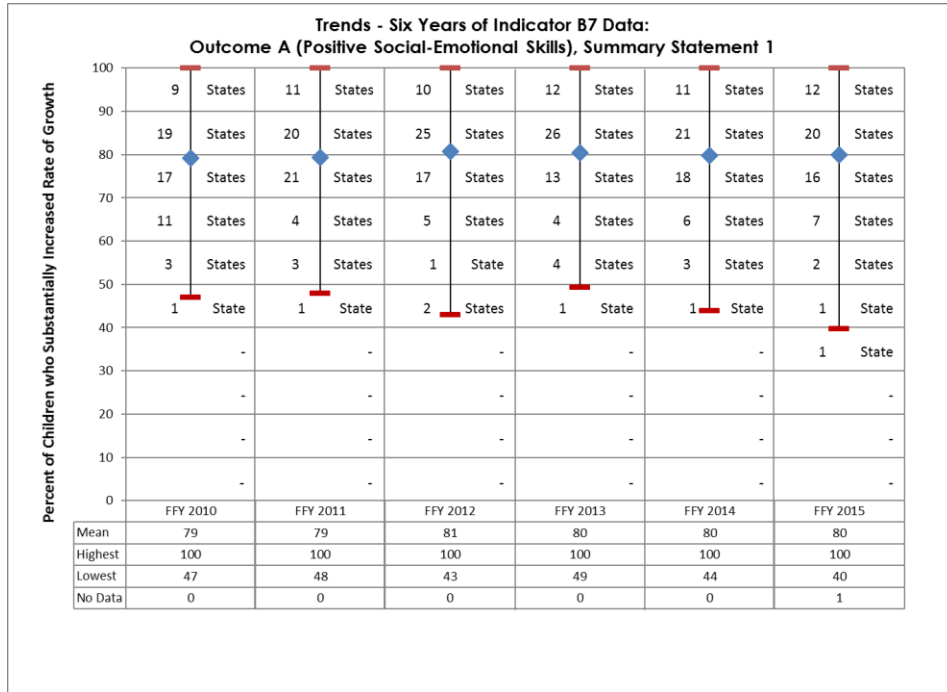 Trends - Six Years of Indicator B7 Data:
Outcome A (Positive Social-Emotional Skills), Summary Statement 1
Percent of Children who Substantially Increased Rate of Growth
100
9 States 11 States 10 States 12 States 11 States 12 States
90
19 States 20 States 25 States 26 States 21 States 20 States
80
17 States 21 States 17 States 13 States 18 States 16 States
70
11 States 4 States 5 States 4 States 6 States 7 States
60
3 States 3 States 1 State 4 States 3 States 2 States
50
1 State 1 State 2 States 1 State 1 State 1 State
40
- - - - - 1 State
30
- - - - - -
20
- - - - - -
10
- - - - - -
0
FFY 2010 FFY 2011 FFY 2012 FFY 2013 FFY 2014 FFY 2015
Mean 79 79 81 80 80 80
Highest 100 100 100 100 100 100
Lowest 47 48 43 49 44 40
No Data 0 0 0 0 0 1